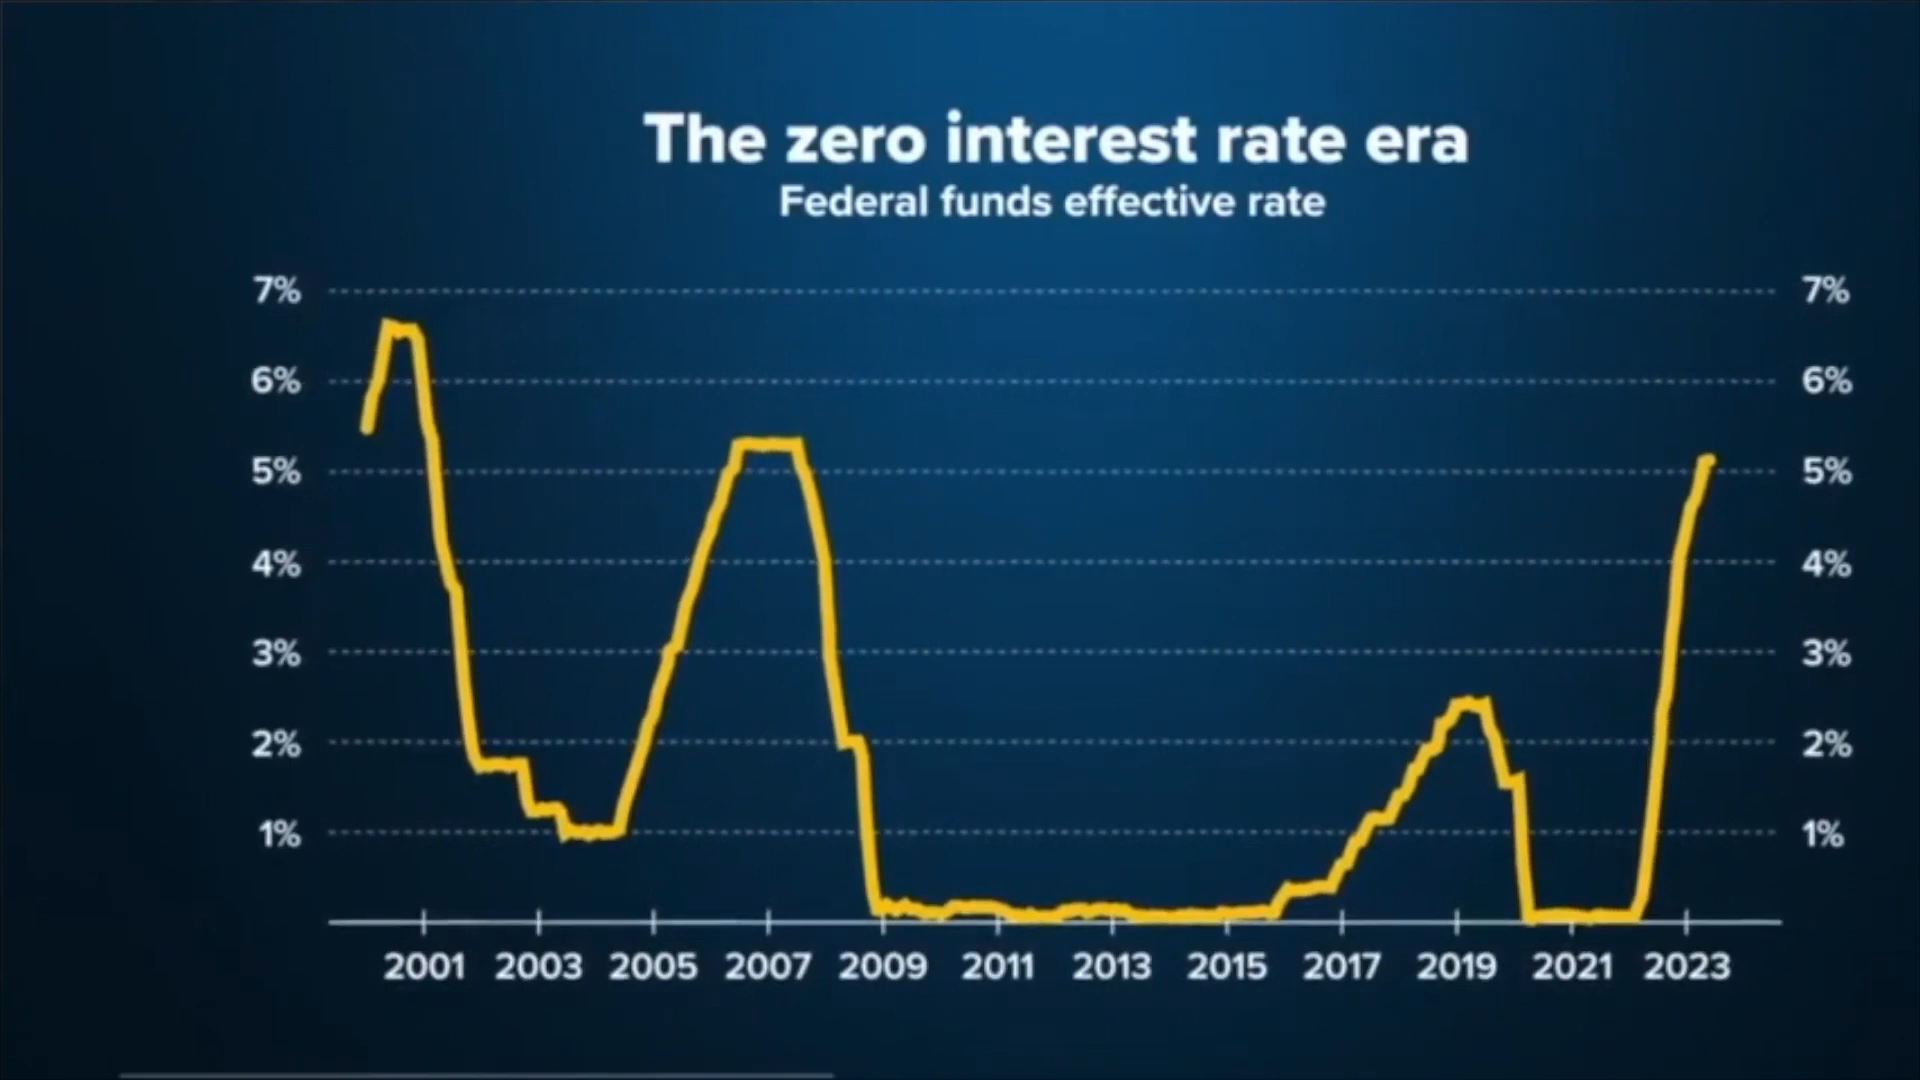 The zero interest rate era
Federal funds effective rate
7% 7%
6% 6%
5% 5%
4% 4%
3% 3%
2% 2%
1% 1%
2001 2003 2005 2007 2009 2011 2013 2015 2017 2019 2021 2023